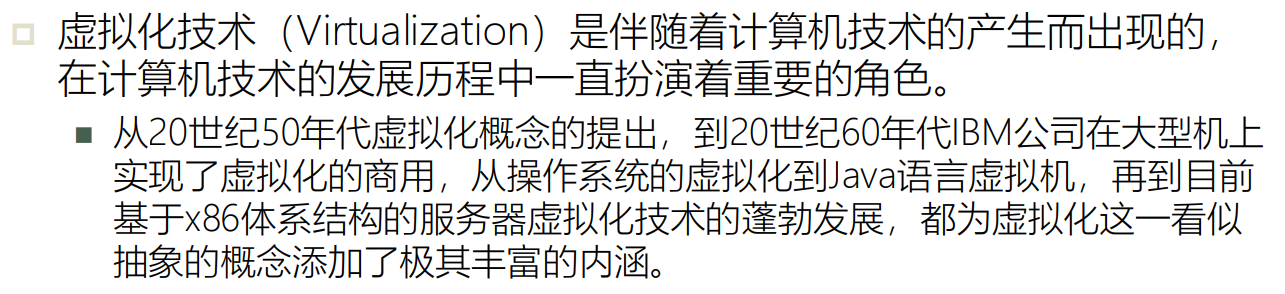 虚拟化技术（Virtualization）是伴随着计算机技术的产生而出现的，
在计算机技术的发展历程中一直扮演着重要的角色。
从20世纪50年代虚拟化概念的提出，到20世纪60年代IBM公司在大型机上
实现了虚拟化的商用，从操作系统的虚拟化到Java语言虚拟机，再到目前
基于x86体系结构的服务器虚拟化技术的蓬勃发展，都为虚拟化这一看似
抽象的概念添加了极其丰富的内涵。